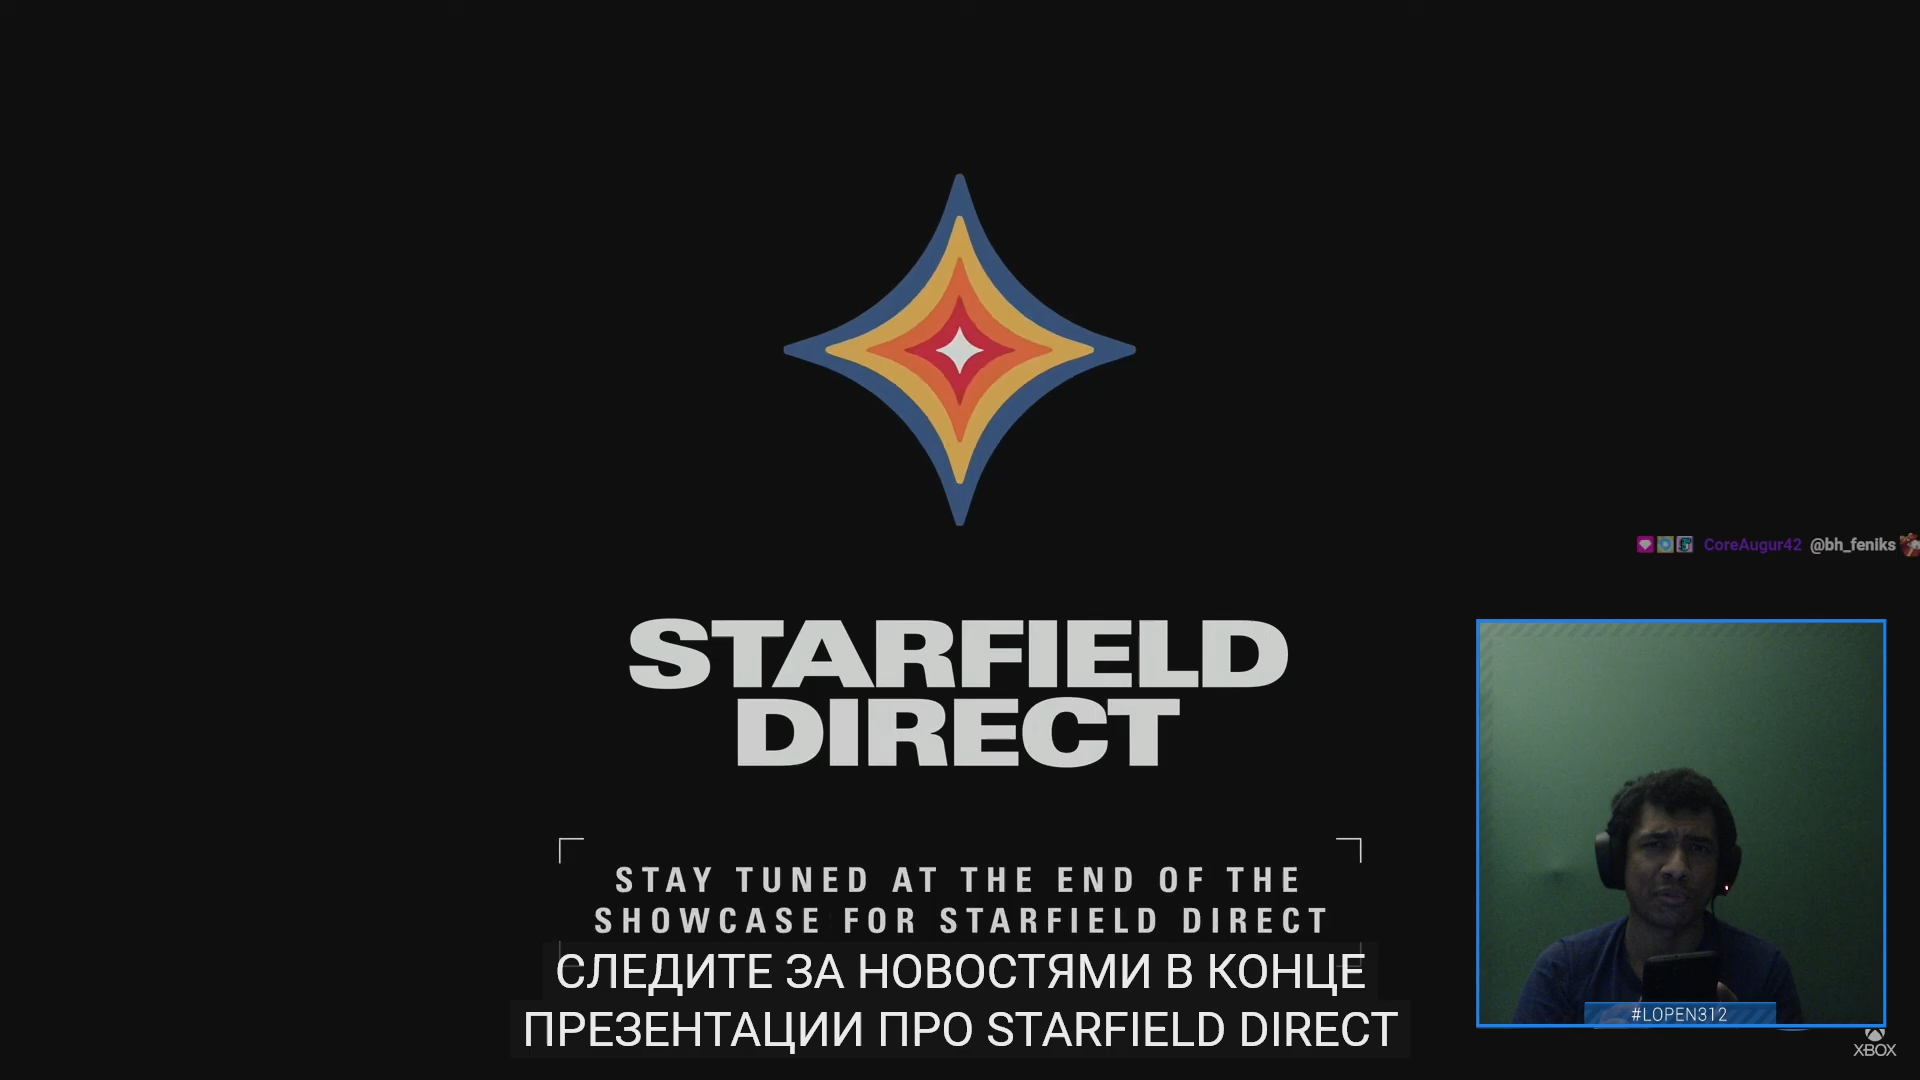 CoreAugur42 @bh_feniks
STARFIELD
DIRECT
STAY TUNED AT THE END OF THE
SHOWCASE FOR STARFIELD DIRECT
СЛЕДИТЕ ЗА НОВОСТЯМИ В КОНЦЕ
ПРЕЗЕНТАЦИИ ПРО STARFIELD DIRECT
#LOPEN312
XBOX